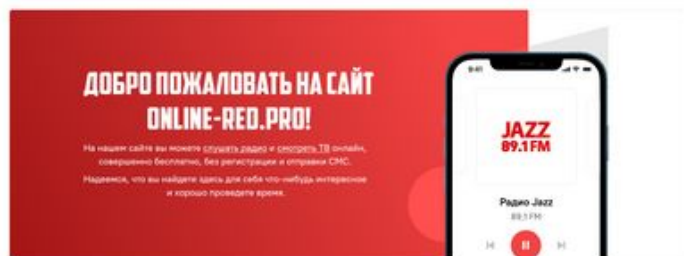 ДОБРО ПОЖАЛОВАТЬ НА САЙТ
ONLINE-RED.PRO!
На нашем сайте вы можете слушать радио и смотреть ТВ онлайн,
совершенно бесплатно, без регистрации и отправки СМС.
Надеемся, что вы найдете здесь для себя что-нибудь интересное
и хорошо проведете время.
9:41
JAZZ
89.1 FM
Радио Jazz
89,1 FM